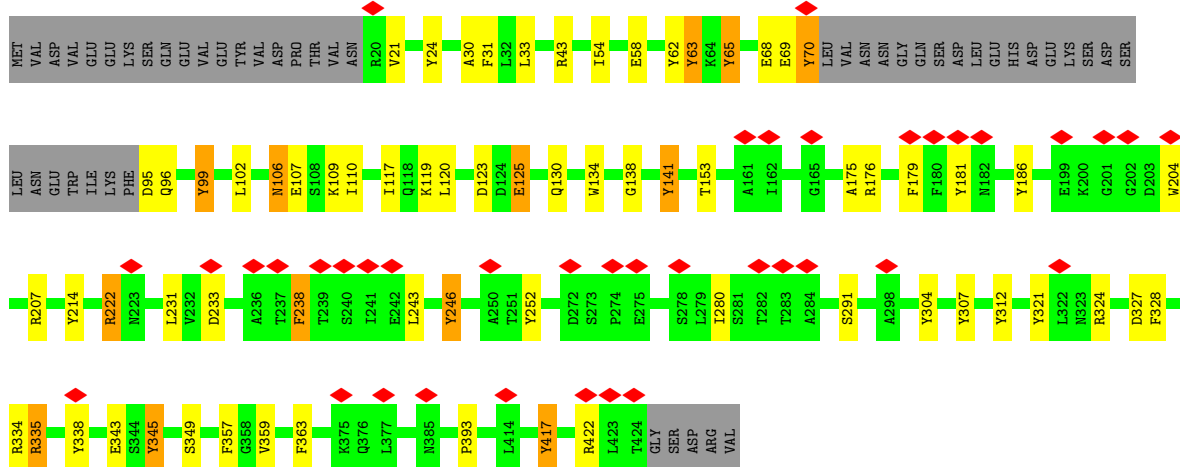 MET VAL ASP VAL GLU GLU LYS SER GLN GLU VAL GLU TYR VAL ASP PRO THR VAL ASN R20 V21 Y24 A30 F31 L32 L33 R43 I54 E58 Y62 Y63 K64 Y65 E68 E69 Y70 LEU VAL ASN ASN GLY GLN SER ASP LEU GLU HIS ASP GLU LYS SER ASP SER
LEU ASN GLU TRP ILE LYS PHE D95 Q96 Y99 L102 N106 E107 S108 K109 I110 I117 Q118 K119 L120 D123 D124 E125 Q130 W134 G138 Y141 T153 A161 I162 G165 A175 R176 F179 F180 Y181 N182 Y186 E199 K200 G201 G202 D203 W204
R207 Y214 R222 N223 L231 V232 D233 A236 T237 F238 T239 S240 I241 E242 L243 Y246 A250 T251 Y252 D272 S273 P274 E275 S278 L279 I280 S281 T282 T283 A284 S291 A298 Y304 Y307 Y312 Y321 L322 N323 R324 D327 F328
R334 R335 Y338 E343 S344 Y345 S349 F357 G358 V359 F363 K375 Q376 L377 N385 P393 L414 Y417 R422 L423 T424 GLY SER ASP ARG VAL